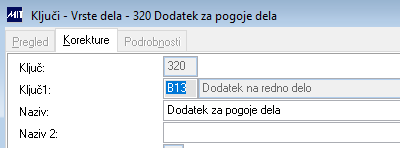 MIT Ključi - Vrste dela - 320 Dodatek za pogoje dela
Pregled Korekture Podrobnosti
Ključ: 320
Ključ1: B13 Dodatek na redno delo
Naziv: Dodatek za pogoje dela
Naziv 2: